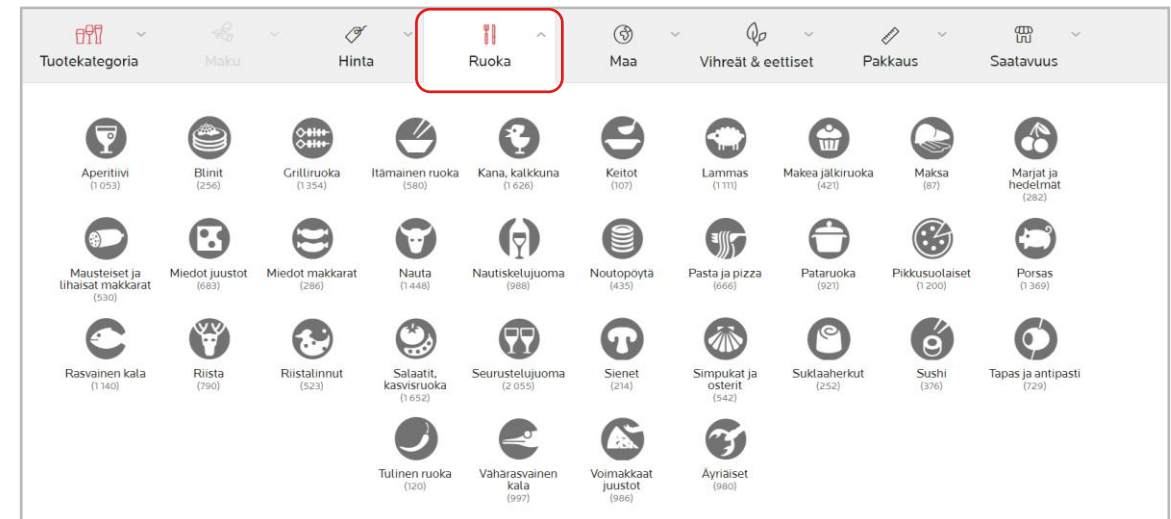 Tuotekategoria
Maku
Hinta
Ruoka
Maa
Vihreät & eettiset
Pakkaus
Saatavuus
Aperitiivi
(1 053)
Blinit
(256)
Grilliruoka
(1 354)
Itämainen ruoka
(580)
Kana, kalkkuna
(1 626)
Keitot
(107)
Lammas
(1 111)
Makea jälkiruoka
(421)
Maksa
(87)
Marjat ja
hedelmät
(282)
Mausteiset ja
lihaisat makkarat
(530)
Miedot juustot
(683)
Miedot makkarat
(286)
Nauta
(1 448)
Nautiskelujuoma
(988)
Noutopöytä
(435)
Pasta ja pizza
(666)
Pataruoka
(921)
Pikkusuolaiset
(1 200)
Porsas
(1 369)
Rasvainen kala
(1 140)
Riista
(790)
Riistalinnut
(523)
Salaatit,
kasvisruoka
(1 652)
Seurustelujuoma
(2 055)
Sienet
(214)
Simpukat ja
osterit
(542)
Suklaaherkut
(252)
Sushi
(376)
Tapas ja antipasti
(729)
Tulinen ruoka
(120)
Vähärasvainen
kala
(997)
Voimakkaat
juustot
(986)
Äyriäiset
(980)